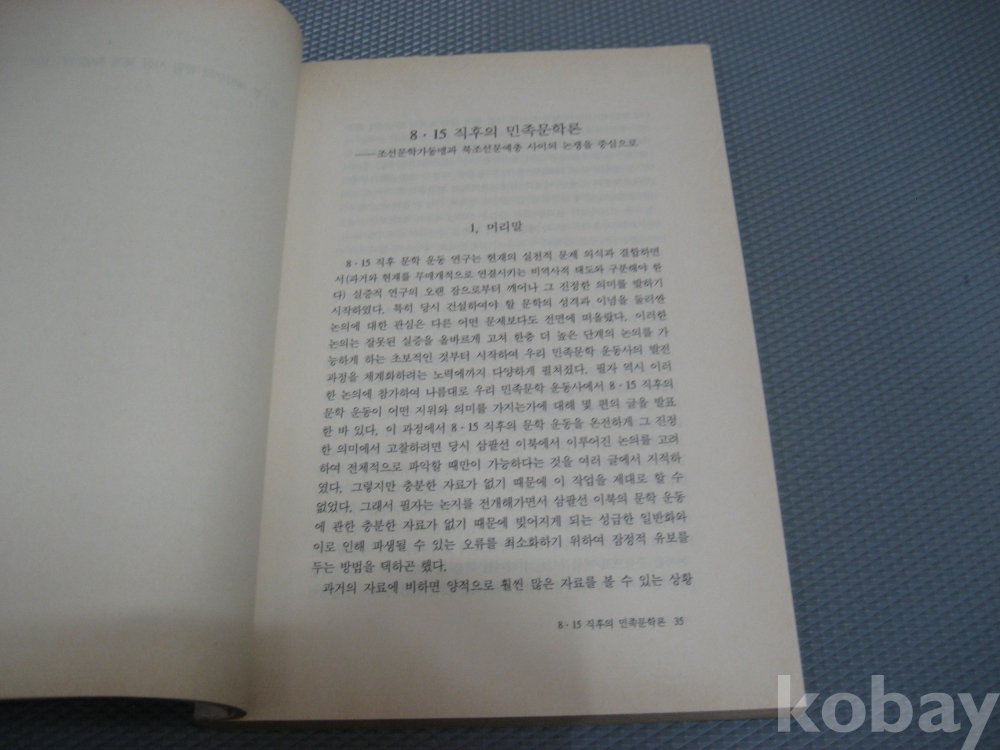 8·15 직후의 민족문학론
——조선문학가동맹과 북조선문예총 사이의 논쟁을 중심으로
1. 머리말
8·15 직후 문학 운동 연구는 현재의 실천적 문제 의식과 결합하면
서(과거와 현재를 무매개적으로 연결시키는 비역사적 태도와 구분해야 한
다) 실증적 연구의 오랜 잠으로부터 깨어나 그 진정한 의미를 발하기
시작하였다. 특히 당시 건설하여야 할 문학의 성격과 이념을 둘러싼
논의에 대한 관심은 다른 어떤 문제보다도 전면에 떠올랐다. 이러한
논의는 잘못된 실증을 올바르게 고쳐 한층 더 높은 단계의 논의를 가
능하게 하는 초보적인 것부터 시작하여 우리 민족문학 운동사의 발전
과정을 체계화하려는 노력에까지 다양하게 펼쳐졌다. 필자 역시 이러
한 논의에 참가하여 나름대로 우리 민족문학 운동사에서 8·15 직후의
문학 운동이 어떤 지위와 의미를 가지는가에 대해 몇 편의 글을 발표
한 바 있다. 이 과정에서 8·15 직후의 문학 운동을 온전하게 그 진정
한 의미에서 고찰하려면 당시 삼팔선 이북에서 이루어진 논의를 고려
하여 전체적으로 파악할 때만이 가능하다는 것을 여러 글에서 지적하
였다. 그렇지만 충분한 자료가 없기 때문에 이 작업을 제대로 할 수
없었다. 그래서 필자는 논지를 전개해가면서 삼팔선 이북의 문학 운동
에 관한 충분한 자료가 없기 때문에 빚어지게 되는 성급한 일반화와
이로 인해 파생될 수 있는 오류를 최소화하기 위하여 잠정적 유보를
두는 방법을 택하곤 했다.
과거의 자료에 비하면 양적으로 훨씬 많은 자료를 볼 수 있는 상황
8·15 직후의 민족문학론 35
kobay